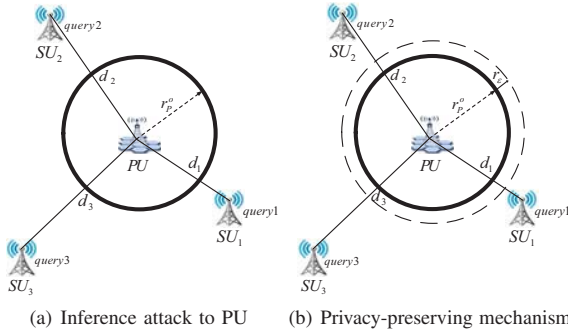 query2
SU₂
d₂
r_P^o
PU
d₁
d₃
query1
SU₁
query3
SU₃
(a) Inference attack to PU
query2
SU₂
d₂
r_ε
r_P^o
PU
d₁
d₃
query1
SU₁
query3
SU₃
(b) Privacy-preserving mechanism